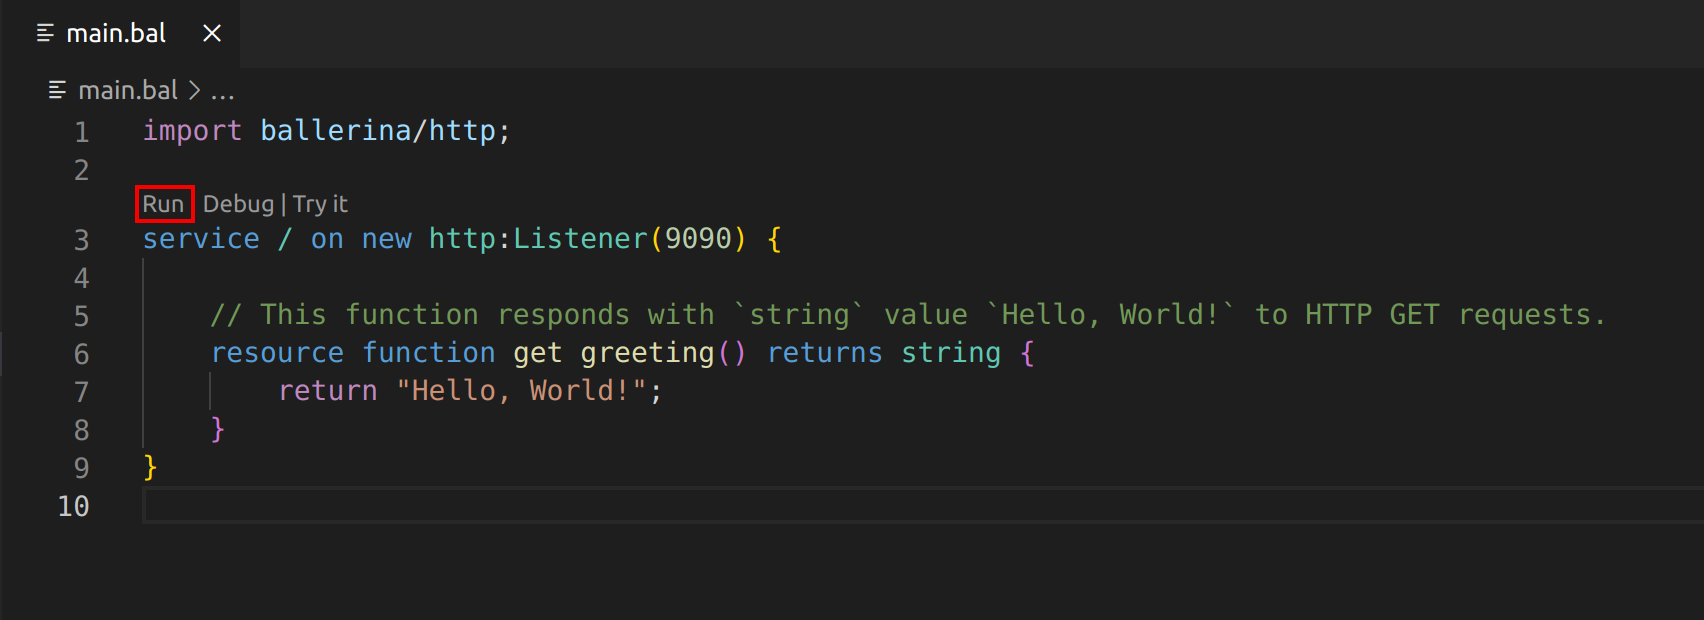 main.bal
main.bal > ...
1 import ballerina/http;
2
Run Debug | Try it
3 service / on new http:Listener(9090) {
4
5     // This function responds with `string` value `Hello, World!` to HTTP GET requests.
6     resource function get greeting() returns string {
7         return "Hello, World!";
8     }
9 }
10